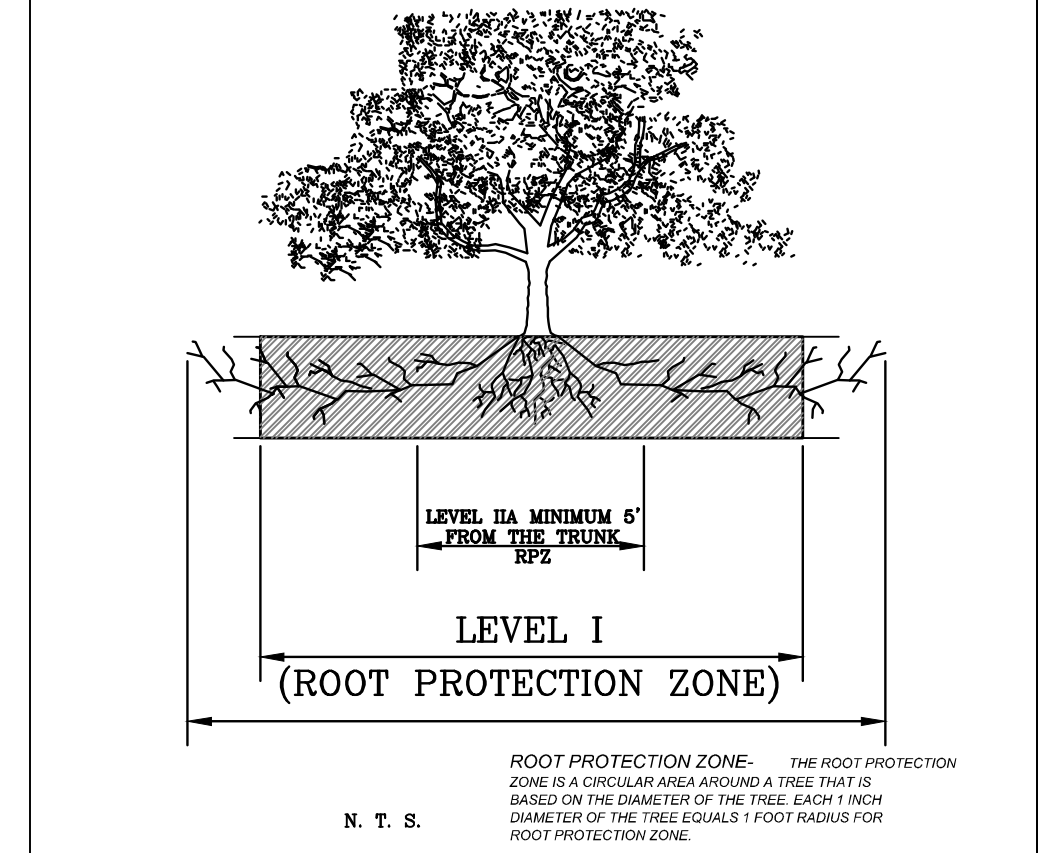 LEVEL IIA MINIMUM 5'
FROM THE TRUNK
RPZ
LEVEL I
(ROOT PROTECTION ZONE)
ROOT PROTECTION ZONE- THE ROOT PROTECTION
ZONE IS A CIRCULAR AREA AROUND A TREE THAT IS
BASED ON THE DIAMETER OF THE TREE. EACH 1 INCH
DIAMETER OF THE TREE EQUALS 1 FOOT RADIUS FOR
ROOT PROTECTION ZONE.
N. T. S.